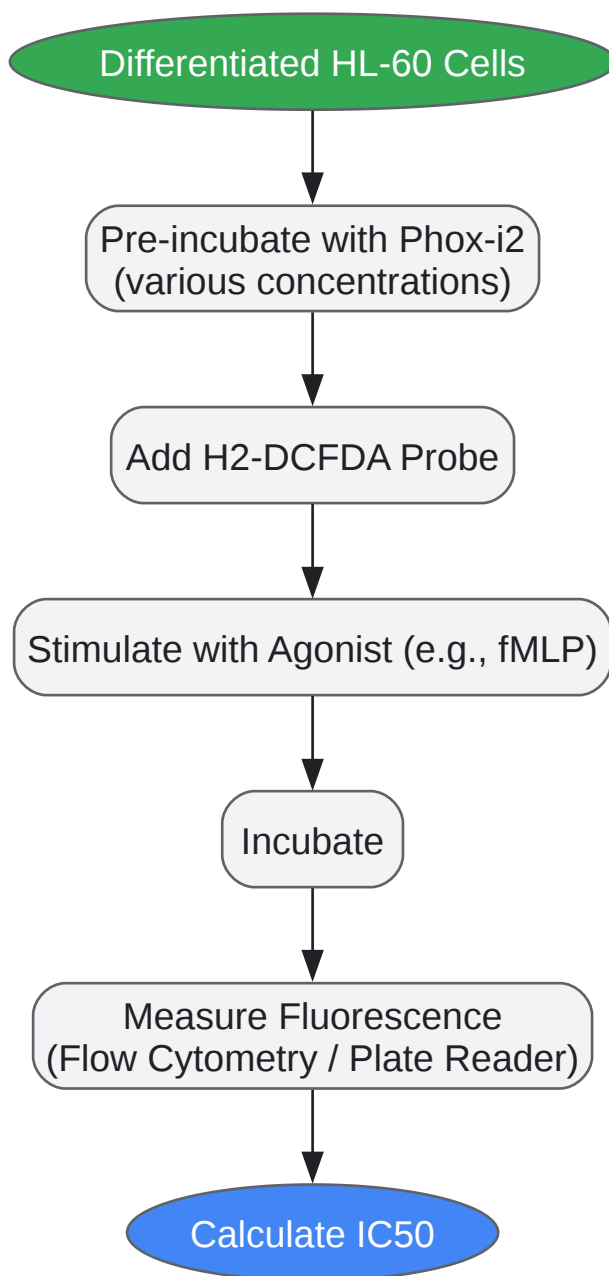 Differentiated HL-60 Cells
Pre-incubate with Phox-i2
(various concentrations)
Add H2-DCFDA Probe
Stimulate with Agonist (e.g., fMLP)
Incubate
Measure Fluorescence
(Flow Cytometry / Plate Reader)
Calculate IC50